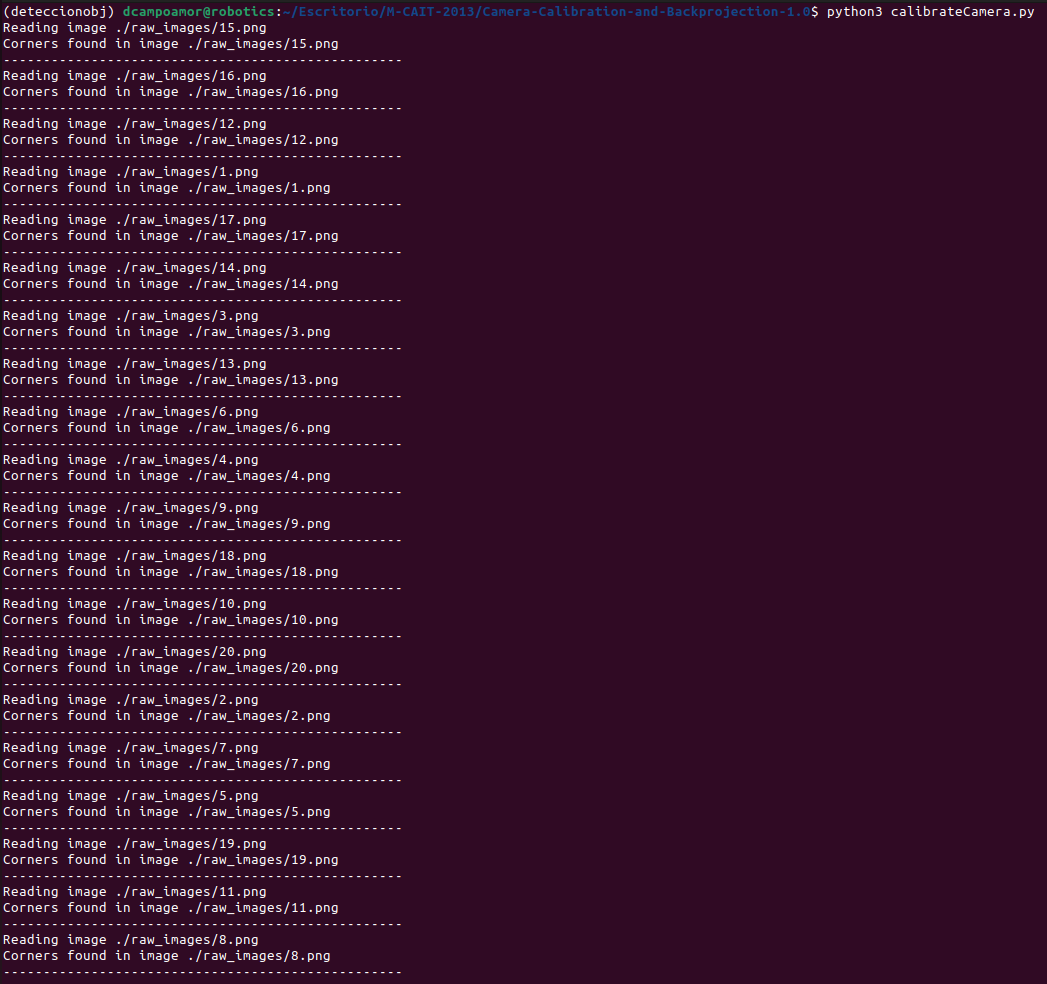 (deteccionobj) dcampoamor@robotics:~/Escritorio/M-CAIT-2013/Camera-Calibration-and-Backprojection-1.0$ python3 calibrateCamera.py
Reading image ./raw_images/15.png
Corners found in image ./raw_images/15.png
--------------------------------------------------
Reading image ./raw_images/16.png
Corners found in image ./raw_images/16.png
--------------------------------------------------
Reading image ./raw_images/12.png
Corners found in image ./raw_images/12.png
--------------------------------------------------
Reading image ./raw_images/1.png
Corners found in image ./raw_images/1.png
--------------------------------------------------
Reading image ./raw_images/17.png
Corners found in image ./raw_images/17.png
--------------------------------------------------
Reading image ./raw_images/14.png
Corners found in image ./raw_images/14.png
--------------------------------------------------
Reading image ./raw_images/3.png
Corners found in image ./raw_images/3.png
--------------------------------------------------
Reading image ./raw_images/13.png
Corners found in image ./raw_images/13.png
--------------------------------------------------
Reading image ./raw_images/6.png
Corners found in image ./raw_images/6.png
--------------------------------------------------
Reading image ./raw_images/4.png
Corners found in image ./raw_images/4.png
--------------------------------------------------
Reading image ./raw_images/9.png
Corners found in image ./raw_images/9.png
--------------------------------------------------
Reading image ./raw_images/18.png
Corners found in image ./raw_images/18.png
--------------------------------------------------
Reading image ./raw_images/10.png
Corners found in image ./raw_images/10.png
--------------------------------------------------
Reading image ./raw_images/20.png
Corners found in image ./raw_images/20.png
--------------------------------------------------
Reading image ./raw_images/2.png
Corners found in image ./raw_images/2.png
--------------------------------------------------
Reading image ./raw_images/7.png
Corners found in image ./raw_images/7.png
--------------------------------------------------
Reading image ./raw_images/5.png
Corners found in image ./raw_images/5.png
--------------------------------------------------
Reading image ./raw_images/19.png
Corners found in image ./raw_images/19.png
--------------------------------------------------
Reading image ./raw_images/11.png
Corners found in image ./raw_images/11.png
--------------------------------------------------
Reading image ./raw_images/8.png
Corners found in image ./raw_images/8.png
--------------------------------------------------